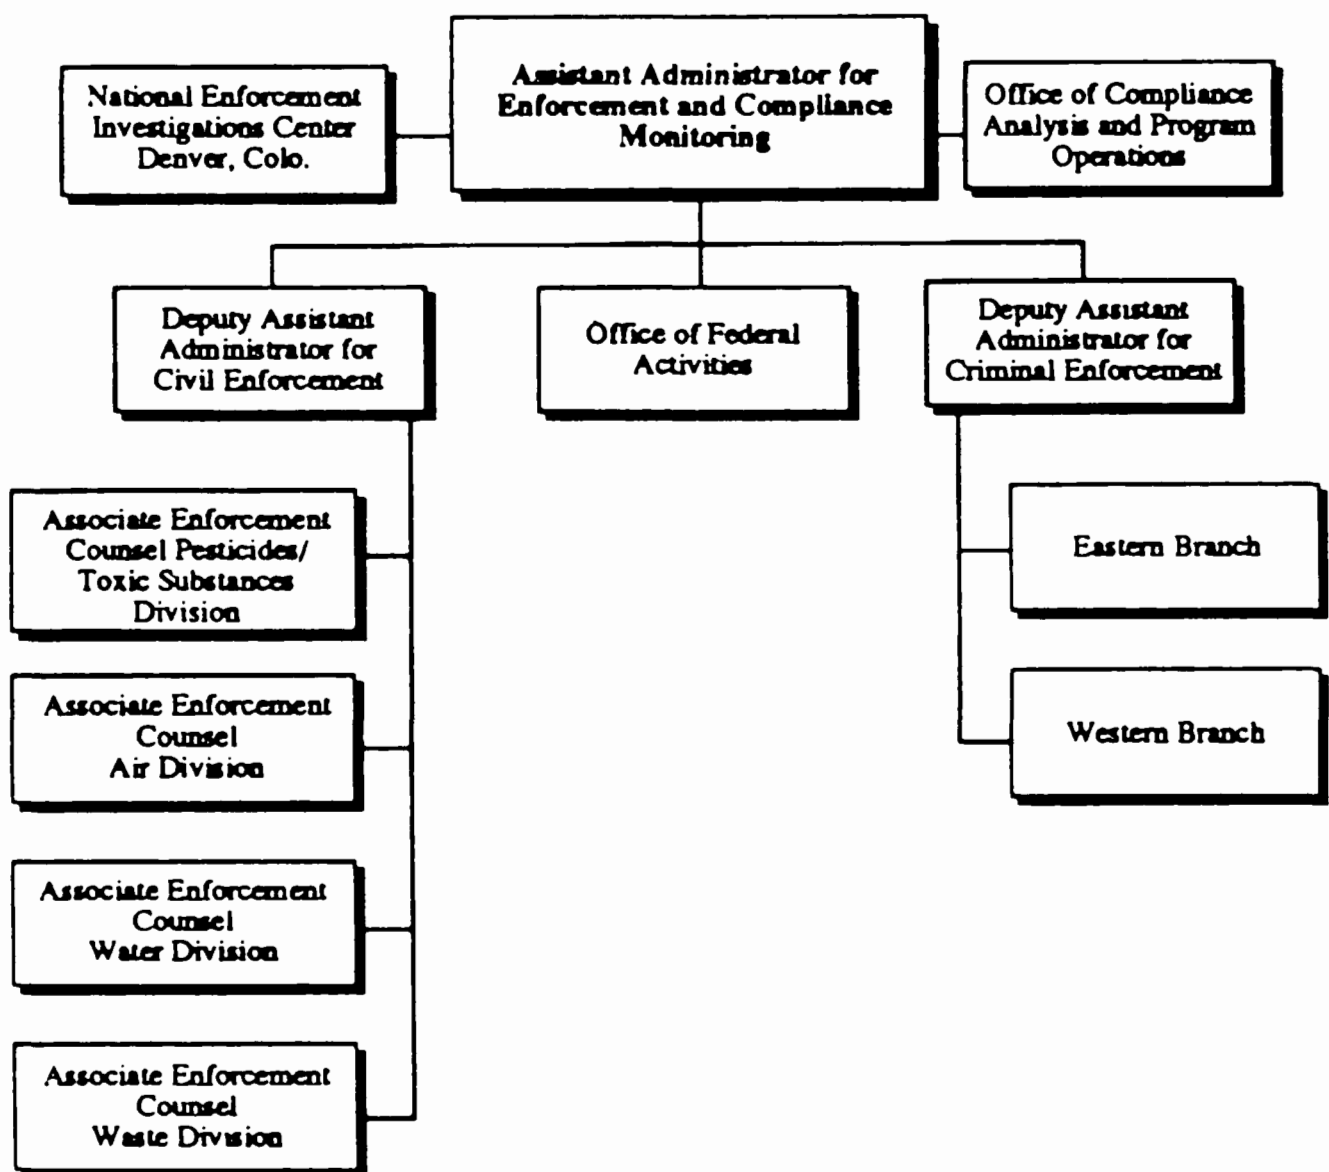 National Enforcement
Investigations Center
Denver, Colo.
Assistant Administrator for
Enforcement and Compliance
Monitoring
Office of Compliance
Analysis and Program
Operations
Deputy Assistant
Administrator for
Civil Enforcement
Office of Federal
Activities
Deputy Assistant
Administrator for
Criminal Enforcement
Associate Enforcement
Counsel Pesticides/
Toxic Substances
Division
Associate Enforcement
Counsel
Air Division
Associate Enforcement
Counsel
Water Division
Associate Enforcement
Counsel
Waste Division
Eastern Branch
Western Branch